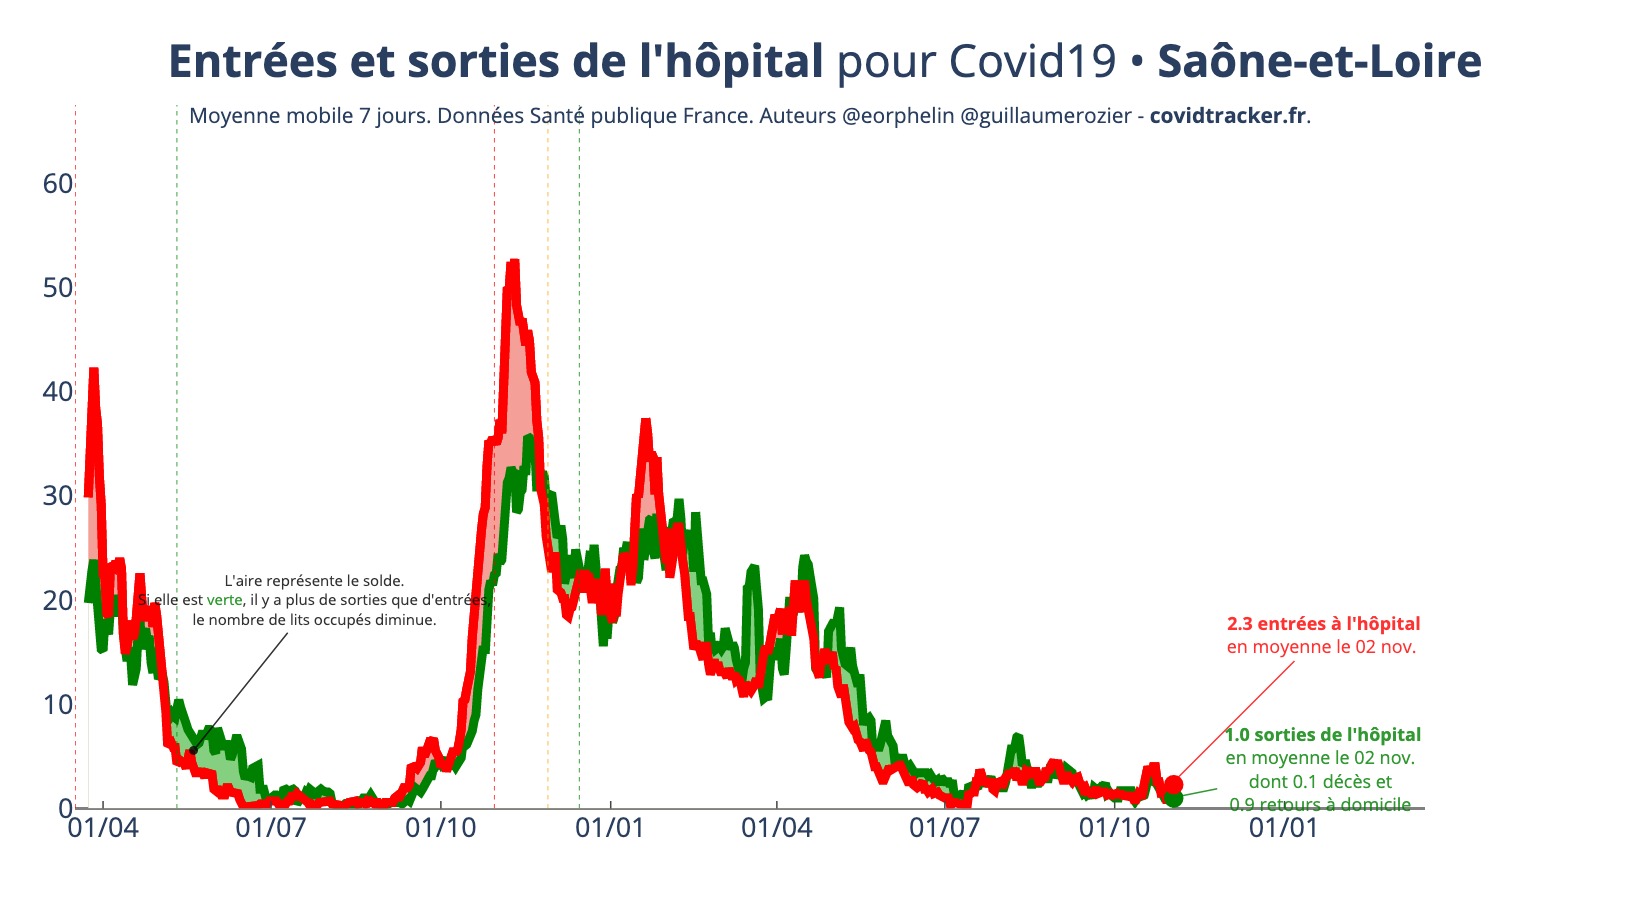 Entrées et sorties de l'hôpital pour Covid19 • Saône-et-Loire
Moyenne mobile 7 jours. Données Santé publique France. Auteurs @eorphelin @guillaumerozier - covidtracker.fr.
60
50
40
30
20
10
0
L'aire représente le solde.
Si elle est verte, il y a plus de sorties que d'entrées,
le nombre de lits occupés diminue.
2.3 entrées à l'hôpital
en moyenne le 02 nov.
1.0 sorties de l'hôpital
en moyenne le 02 nov.
dont 0.1 décès et
0.9 retours à domicile
01/04 01/07 01/10 01/01 01/04 01/07 01/10 01/01